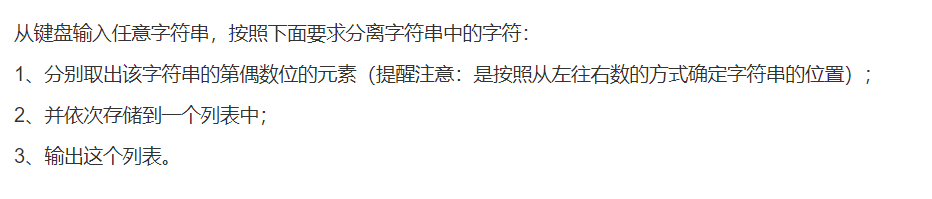 从键盘输入任意字符串，按照下面要求分离字符串中的字符：
1、分别取出该字符串的第偶数位的元素（提醒注意：是按照从左往右数的方式确定字符串的位置）；
2、并依次存储到一个列表中；
3、输出这个列表。